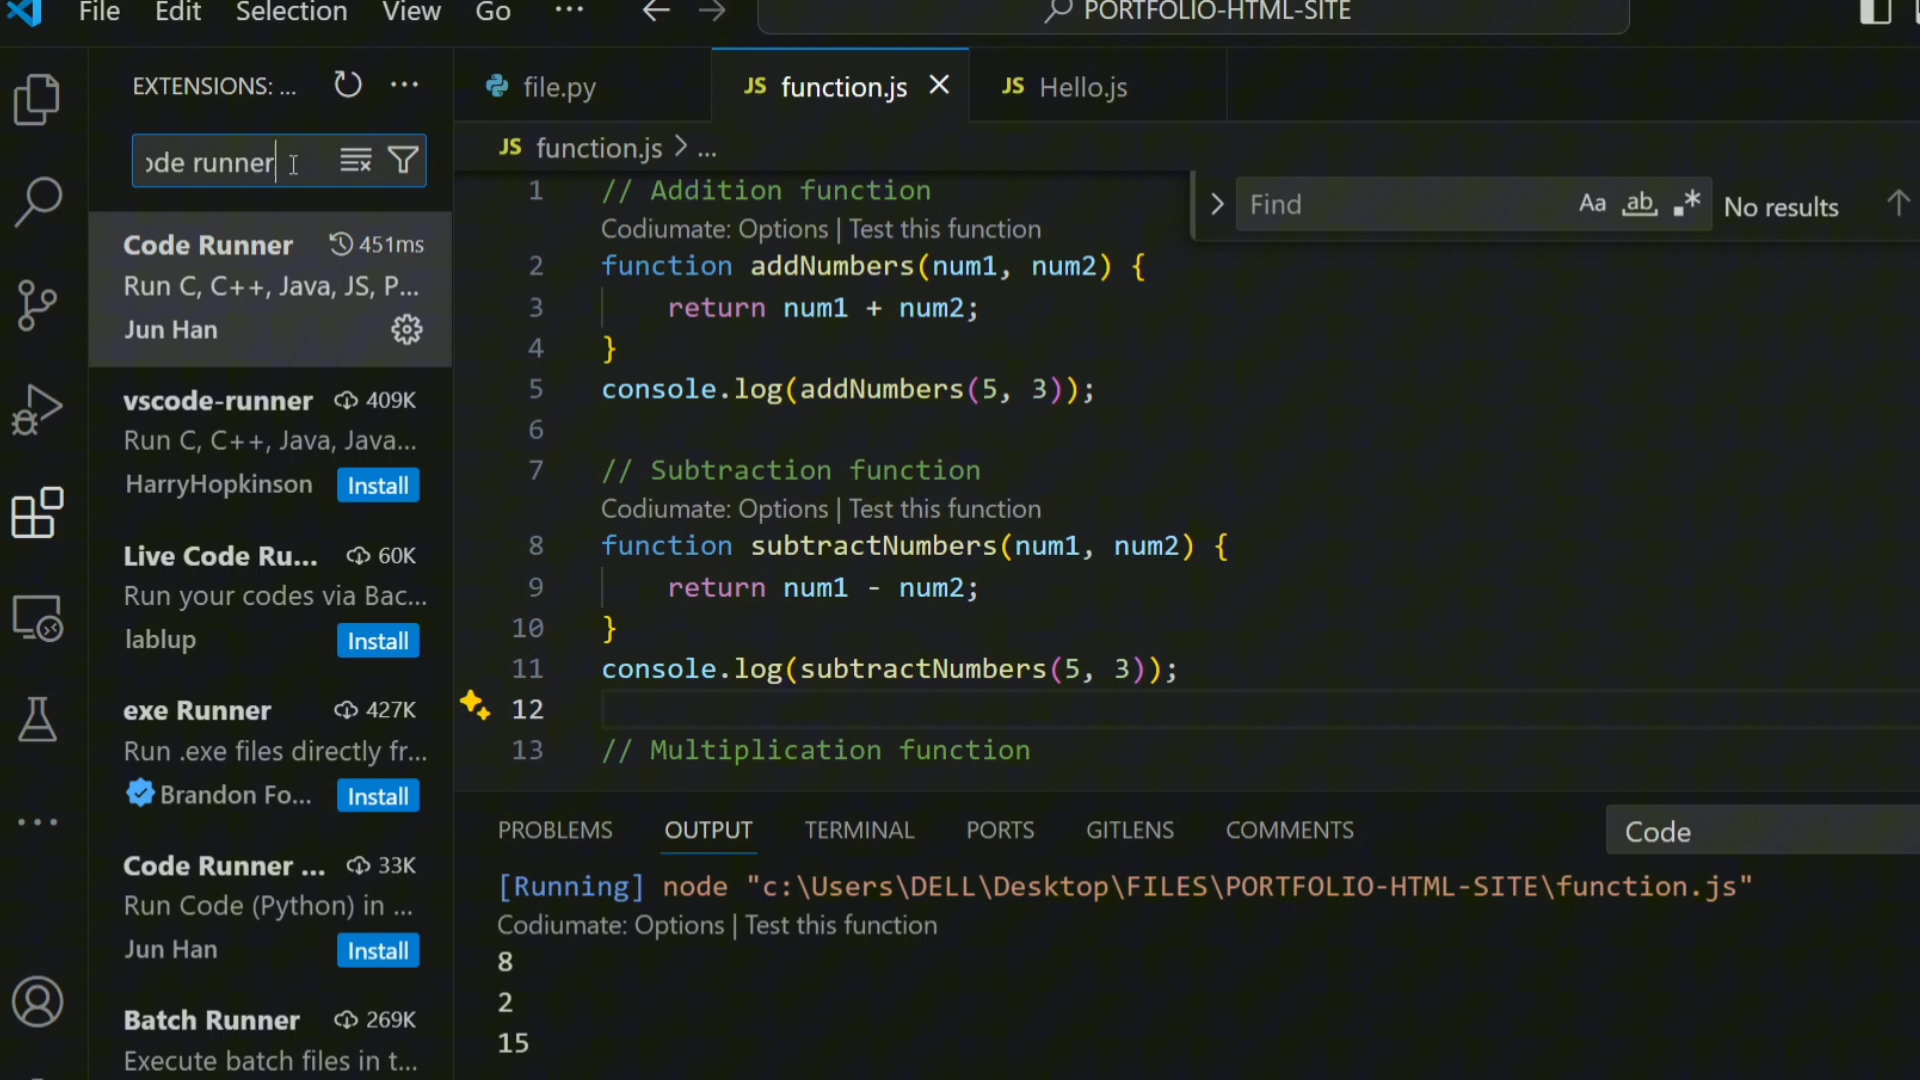 File Edit Selection View Go ...
PORTFOLIO-HTML-SITE
EXTENSIONS: ...
ode runner
Code Runner 451ms
Run C, C++, Java, JS, P...
Jun Han
vscode-runner 409K
Run C, C++, Java, Java...
HarryHopkinson Install
Live Code Ru... 60K
Run your codes via Bac...
lablup Install
exe Runner 427K
Run .exe files directly fr...
Brandon Fo... Install
Code Runner ... 33K
Run Code (Python) in ...
Jun Han Install
Batch Runner 269K
Execute batch files in t...
file.py JS function.js JS Hello.js
JS function.js > ...
> Find Aa ab .* No results
1 // Addition function
Codiumate: Options | Test this function
2 function addNumbers(num1, num2) {
3 return num1 + num2;
4 }
5 console.log(addNumbers(5, 3));
6
7 // Subtraction function
Codiumate: Options | Test this function
8 function subtractNumbers(num1, num2) {
9 return num1 - num2;
10 }
11 console.log(subtractNumbers(5, 3));
12
13 // Multiplication function
PROBLEMS OUTPUT TERMINAL PORTS GITLENS COMMENTS
Code
[Running] node "c:\Users\DELL\Desktop\FILES\PORTFOLIO-HTML-SITE\function.js"
Codiumate: Options | Test this function
8
2
15